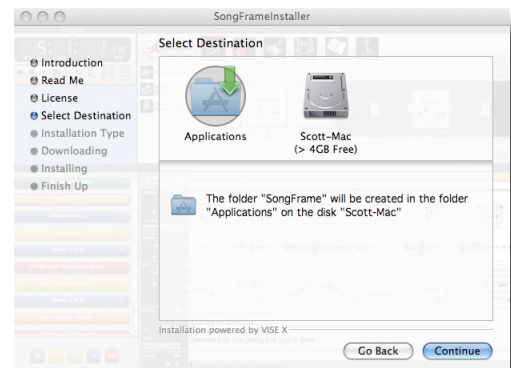 SongFrameInstaller
Select Destination
Introduction
Read Me
License
Select Destination
Installation Type
Downloading
Installing
Finish Up
Applications
Scott-Mac
(> 4GB Free)
The folder "SongFrame" will be created in the folder
"Applications" on the disk "Scott-Mac"
Installation powered by VISE X
Go Back
Continue